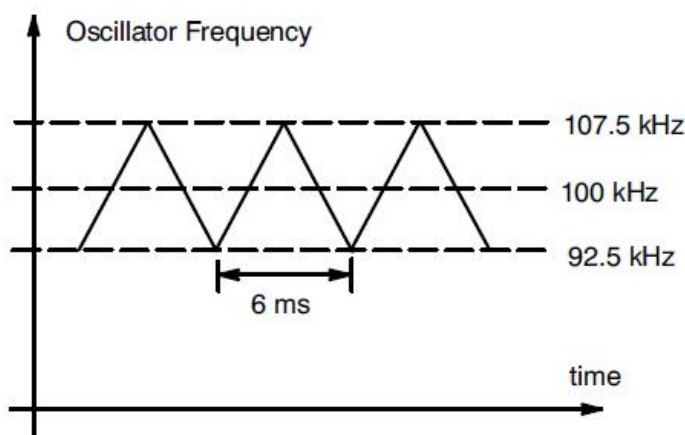 Oscillator Frequency
107.5 kHz
100 kHz
92.5 kHz
6 ms
time